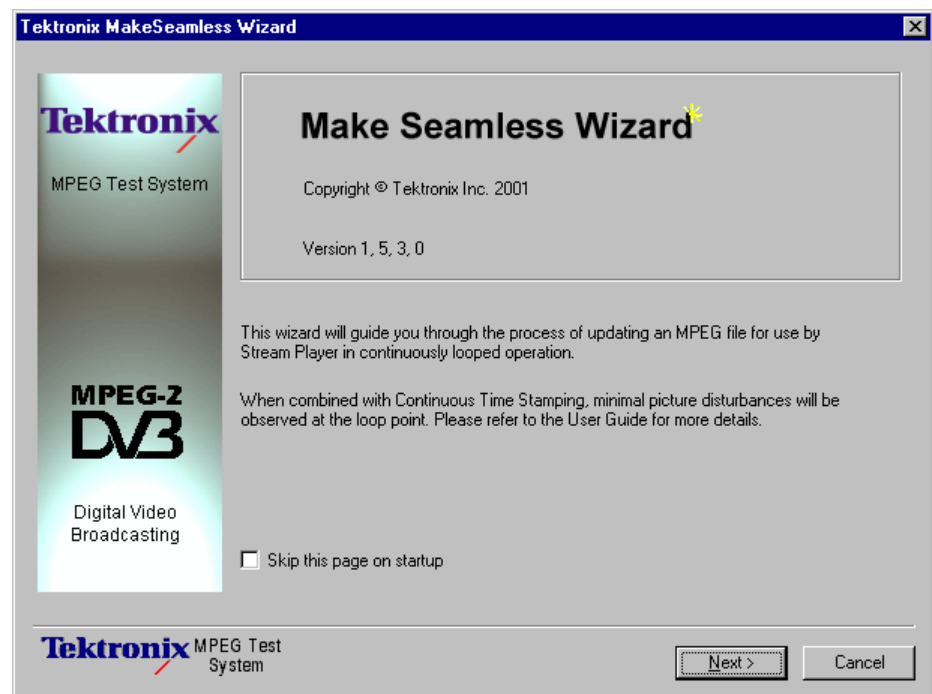 Tektronix MakeSeamless Wizard
Tektronix
MPEG Test System
Make Seamless Wizard
Copyright © Tektronix Inc. 2001
Version 1, 5, 3, 0
This wizard will guide you through the process of updating an MPEG file for use by
Stream Player in continuously looped operation.
When combined with Continuous Time Stamping, minimal picture disturbances will be
observed at the loop point. Please refer to the User Guide for more details.
MPEG-2
DVB
Digital Video
Broadcasting
Skip this page on startup
Tektronix MPEG Test
System
Next >
Cancel